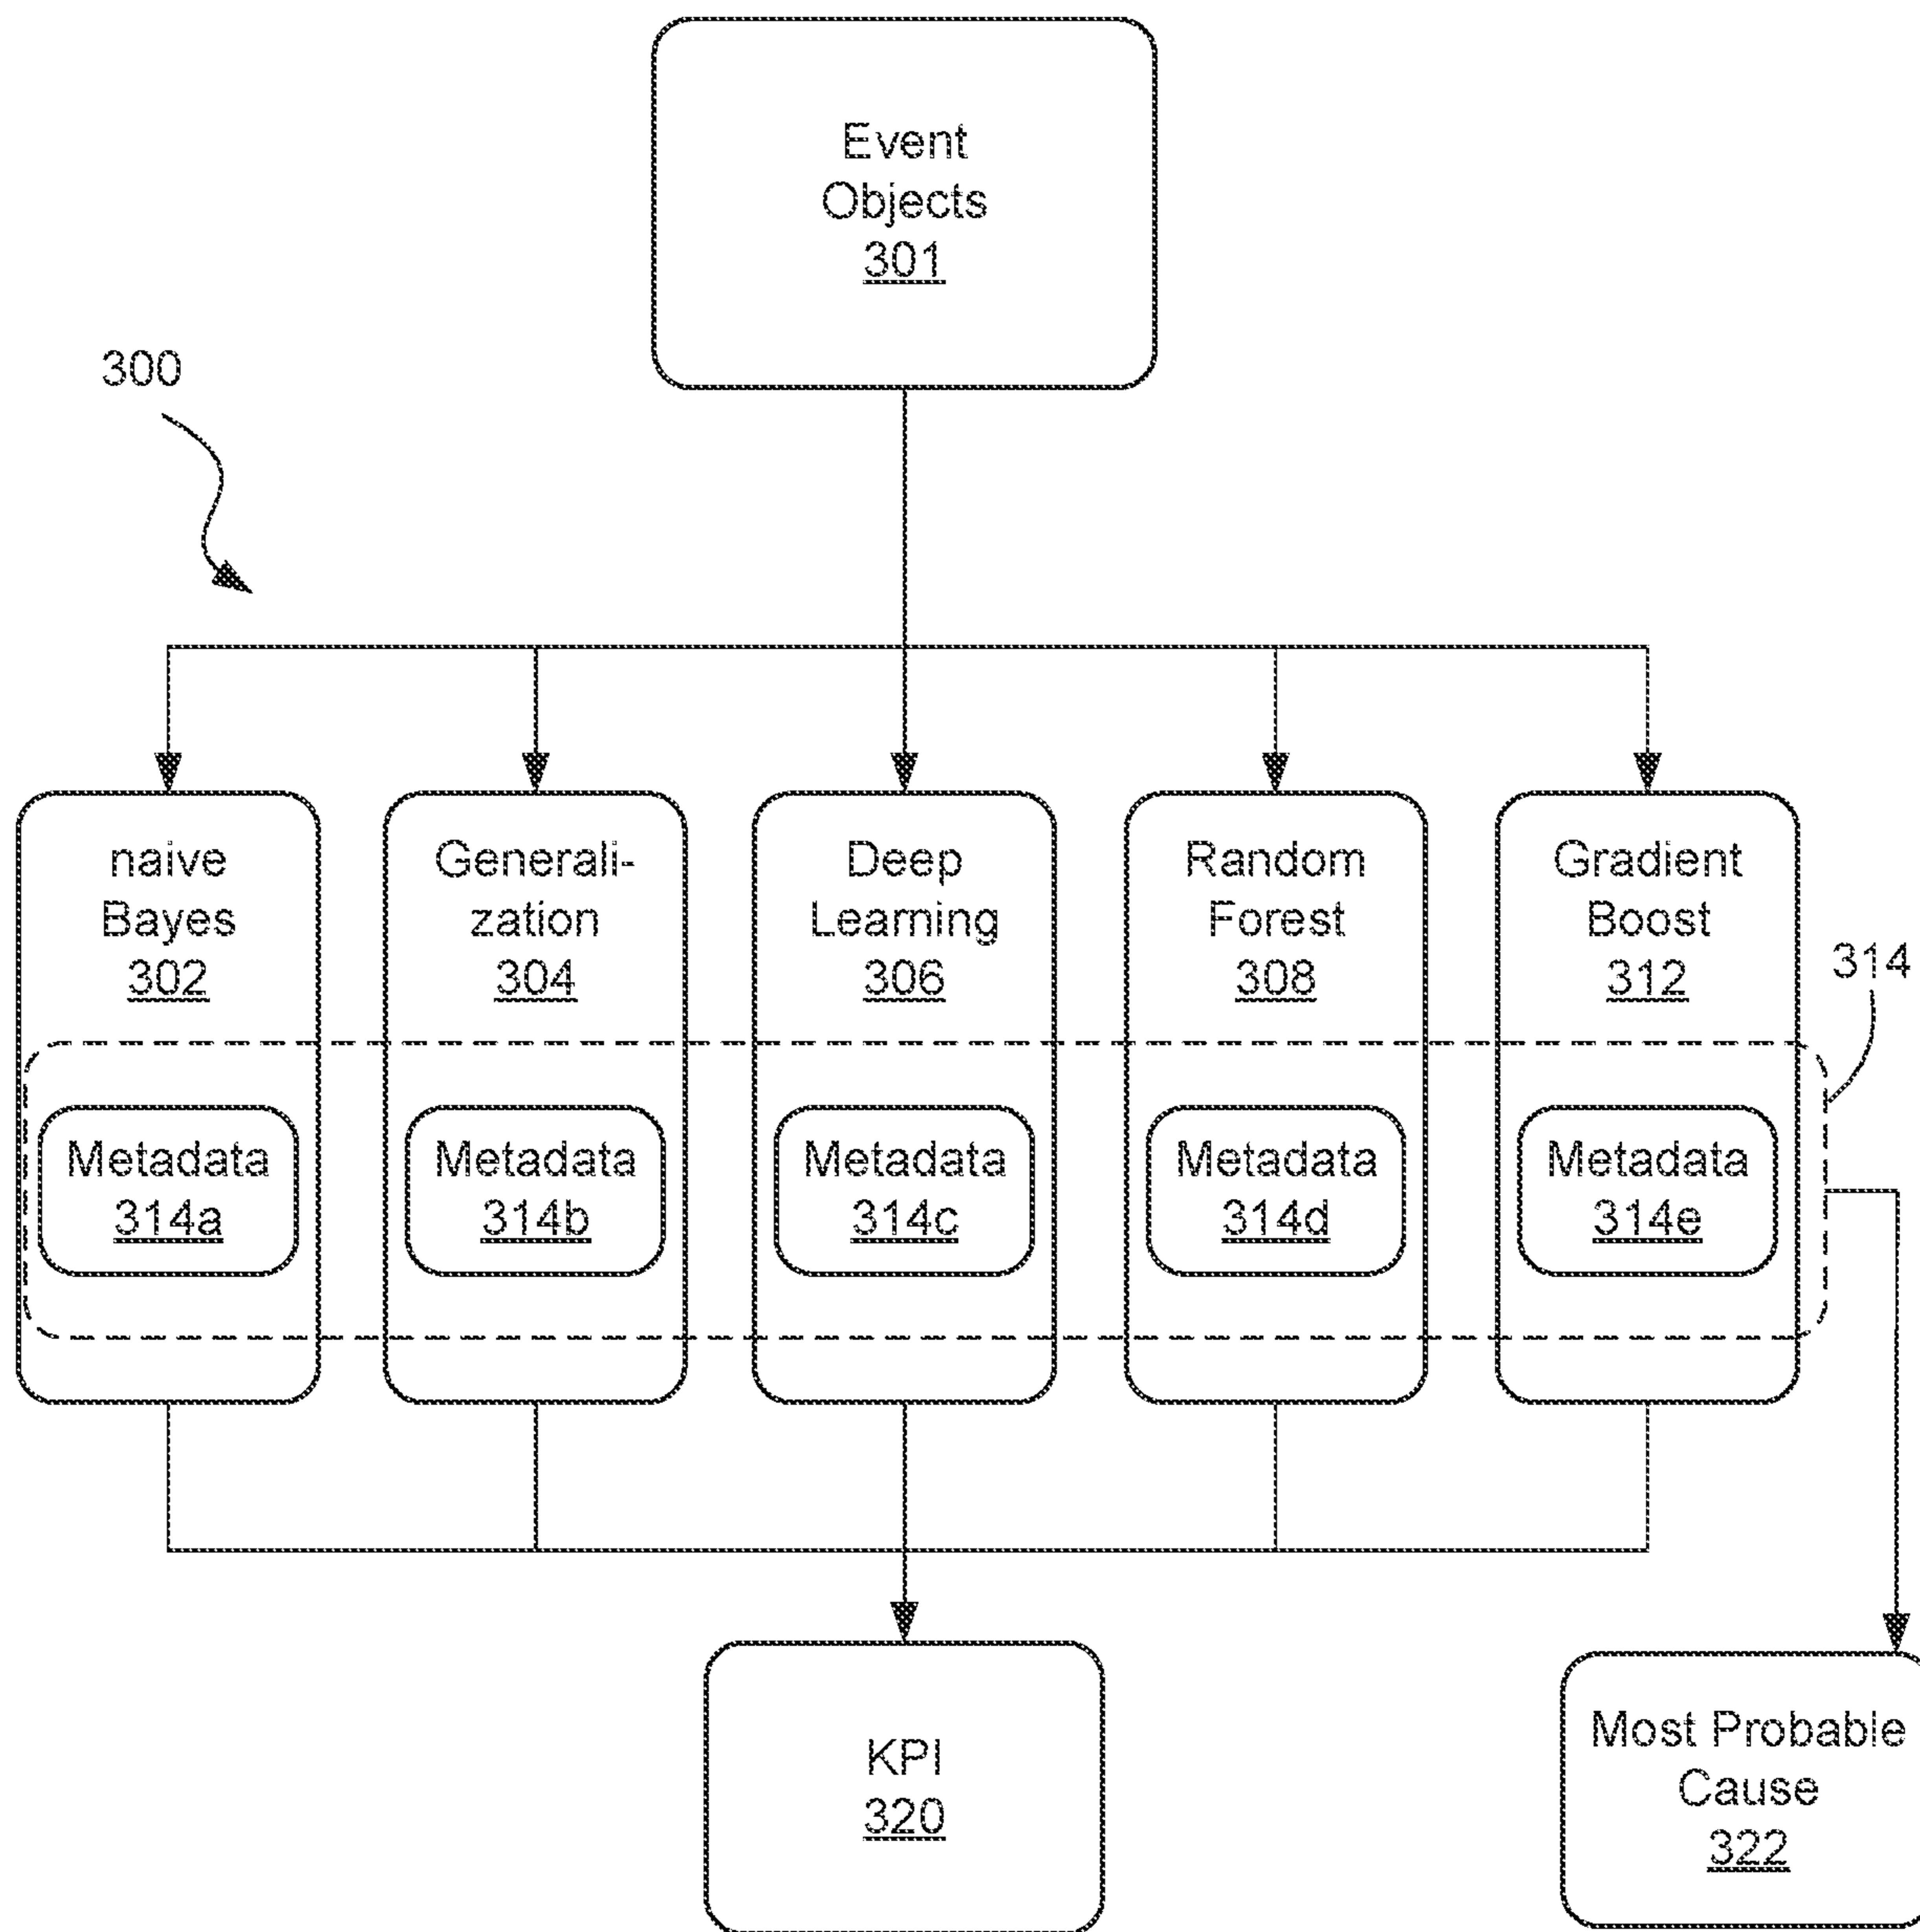 Event
Objects
301
300
naive
Bayes
302
Generali-
zation
304
Deep
Learning
306
Random
Forest
308
Gradient
Boost
312
314
Metadata
314a
Metadata
314b
Metadata
314c
Metadata
314d
Metadata
314e
KPI
320
Most Probable
Cause
322